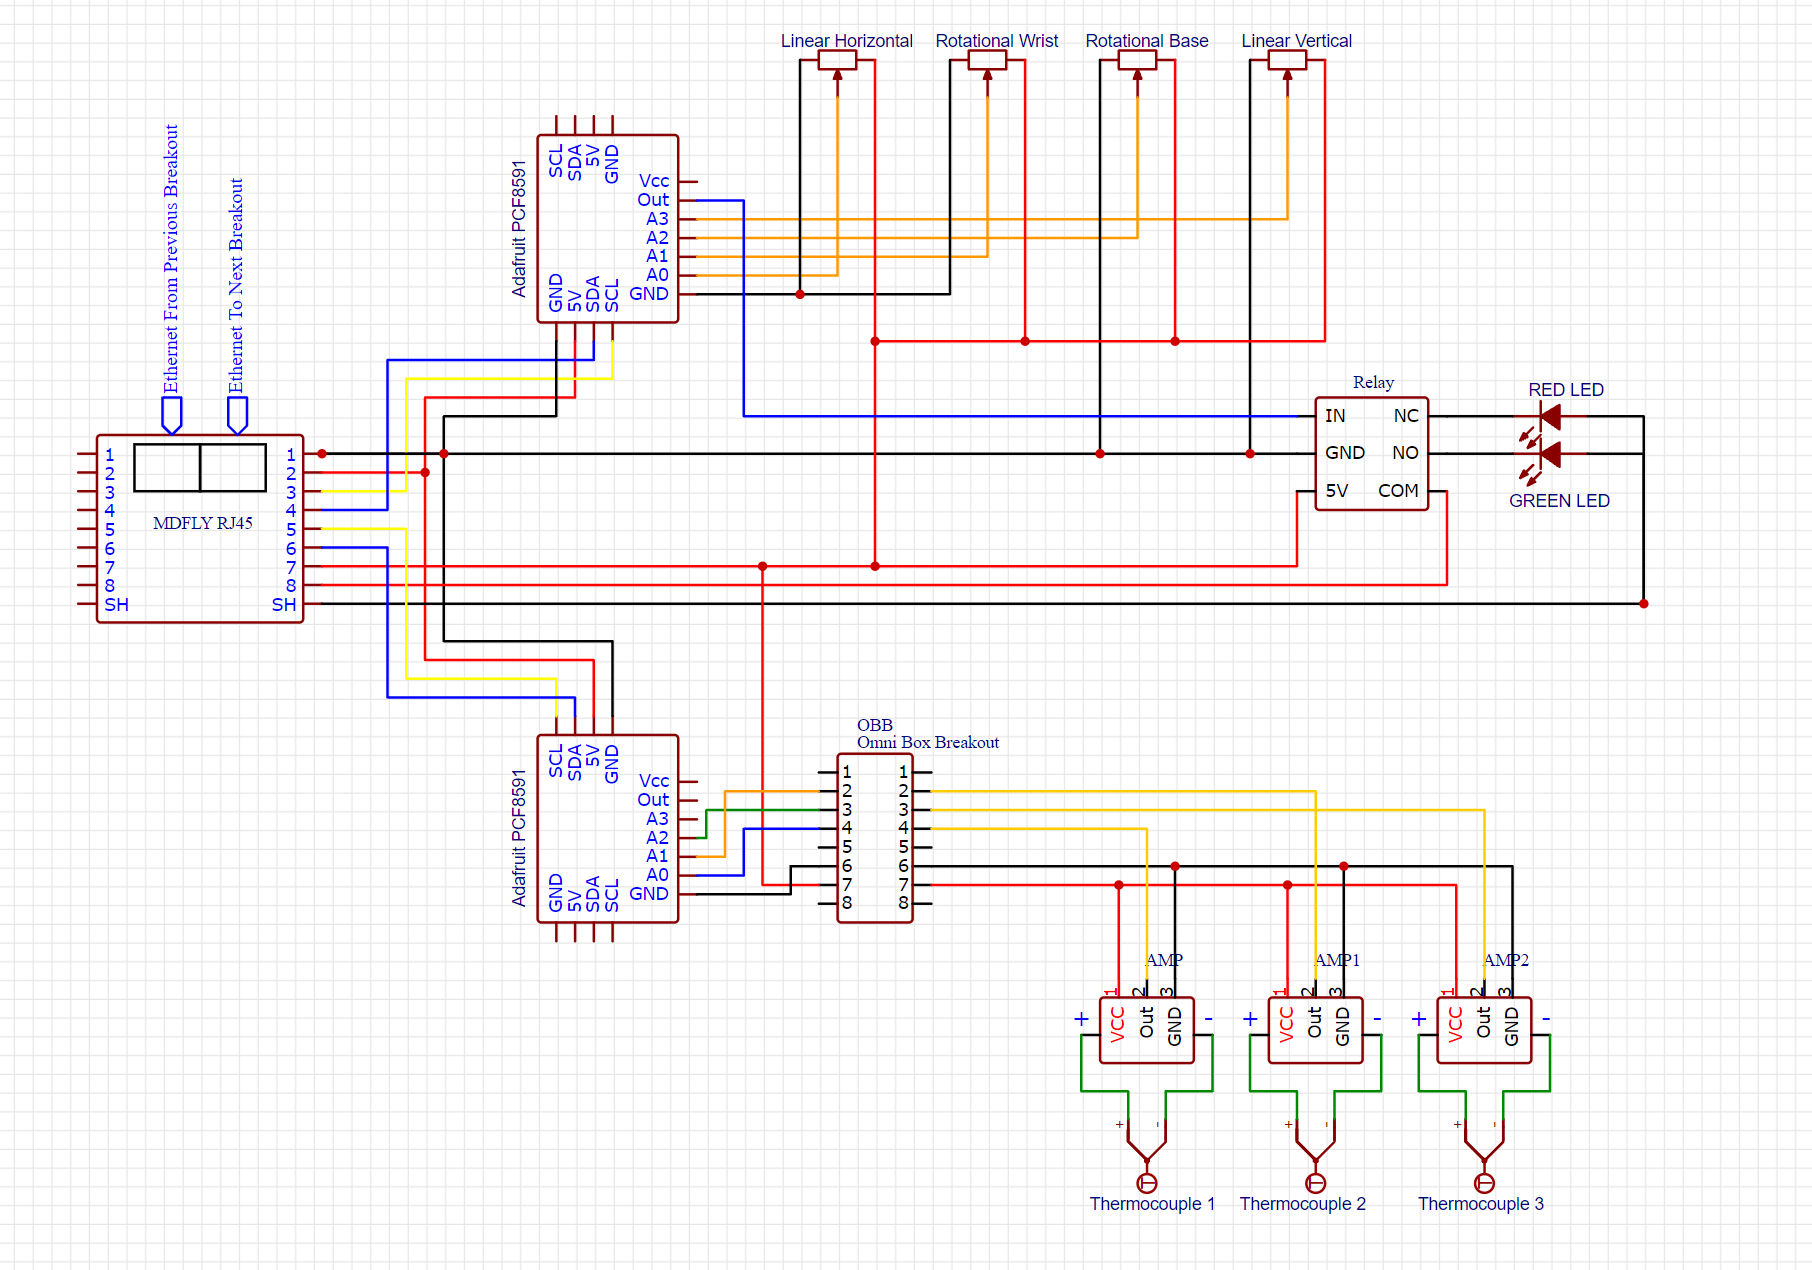 Linear Horizontal
Rotational Wrist
Rotational Base
Linear Vertical
Ethernet From Previous Breakout
Ethernet To Next Breakout
Adafruit PCF8591
SCL
SDA
5V
GND
Vcc
Out
A3
A2
A1
A0
GND
GND
5V
SDA
SCL
Relay
IN
GND
5V
NC
NO
COM
RED LED
GREEN LED
1
2
3
4
5
6
7
8
SH
MDFLY RJ45
1
2
3
4
5
6
7
8
SH
Adafruit PCF8591
SCL
SDA
5V
GND
Vcc
Out
A3
A2
A1
A0
GND
GND
5V
SDA
SCL
OBB
Omni Box Breakout
1 1
2 2
3 3
4 4
5 5
6 6
7 7
8 8
AMP
1
2
3
+
VCC
Out
GND
-
+
-
T
Thermocouple 1
AMP1
1
2
3
+
VCC
Out
GND
-
+
-
T
Thermocouple 2
AMP2
1
2
3
+
VCC
Out
GND
-
+
-
T
Thermocouple 3